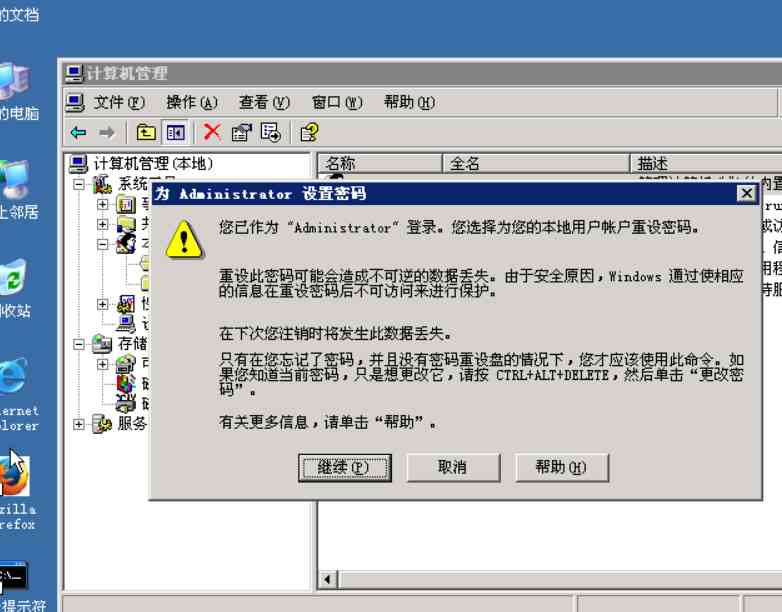 的文档
计算机管理
文件(F) 操作(A) 查看(V) 窗口(W) 帮助(H)
的电脑
计算机管理(本地)
名称 全名 描述
系统
为 Administrator 设置密码
上邻居
您已作为 “Administrator” 登录。您选择为您的本地用户帐户重设密码。
重设此密码可能会造成不可逆的数据丢失。由于安全原因，Windows 通过使相应
的信息在重设密码后不可访问来进行保护。
收站
在下次您注销时将发生此数据丢失。
存储
只有在您忘记了密码，并且没有密码重设盘的情况下，您才应该使用此命令。如
果您知道当前密码，只是想更改它，请按 CTRL+ALT+DELETE，然后单击“更改密
码”。
ernet
lorer
服务
有关更多信息，请单击“帮助”。
继续(P) 取消 帮助(H)
zilla
refox
提示符